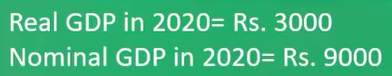 Real GDP in 2020= Rs. 3000
Nominal GDP in 2020= Rs. 9000